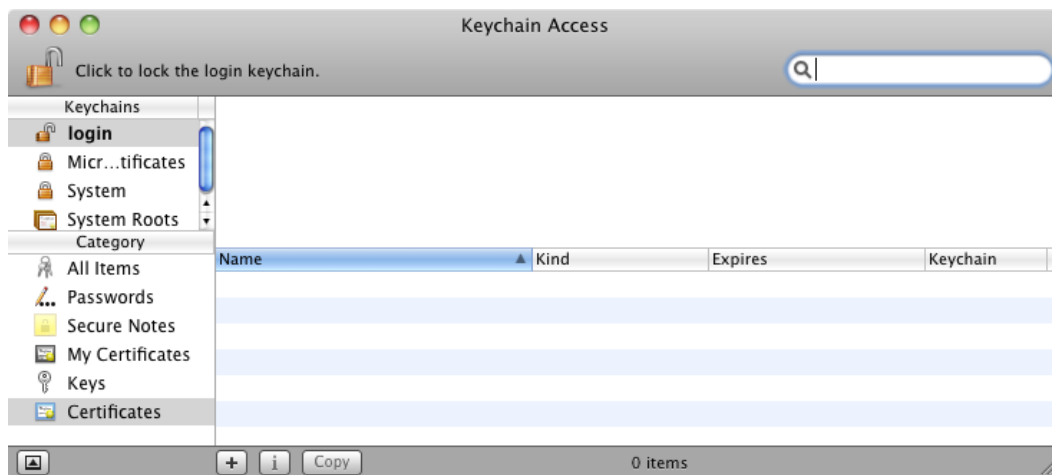 Keychain Access
Click to lock the login keychain.
Keychains
login
Micr...tificates
System
System Roots
Category
All Items
Passwords
Secure Notes
My Certificates
Keys
Certificates
Name Kind Expires Keychain
+ i Copy 0 items